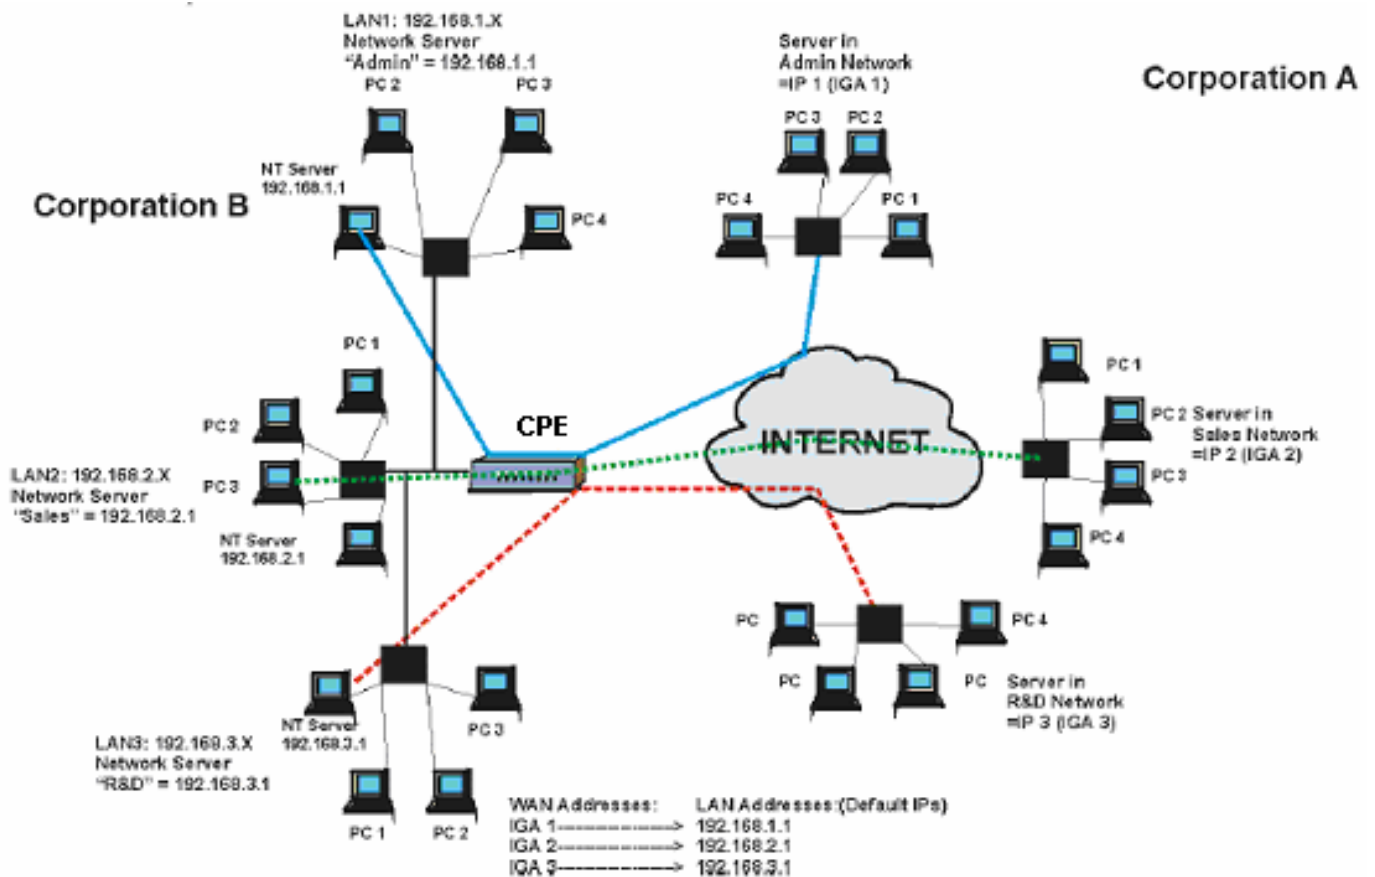 LAN1: 192.168.1.X
Network Server
“Admin” = 192.168.1.1
PC 2
PC 3
NT Server
192.168.1.1
PC 4
Corporation B
Server in
Admin Network
=IP 1 (IGA 1)
Corporation A
PC 3
PC 2
PC 4
PC 1
PC 1
PC 2
PC 3
LAN2: 192.168.2.X
Network Server
“Sales” = 192.168.2.1
NT Server
192.168.2.1
CPE
INTERNET
PC 1
PC 2
Server in
Sales Network
=IP 2 (IGA 2)
PC 3
PC 4
NT Server
192.168.3.1
PC 3
LAN3: 192.168.3.X
Network Server
“R&D” = 192.168.3.1
PC 1
PC 2
PC
PC 4
PC
PC
Server in
R&D Network
=IP 3 (IGA 3)
WAN Addresses: LAN Addresses:(Default IPs)
IGA 1----------------> 192.168.1.1
IGA 2----------------> 192.168.2.1
IGA 3----------------> 192.168.3.1